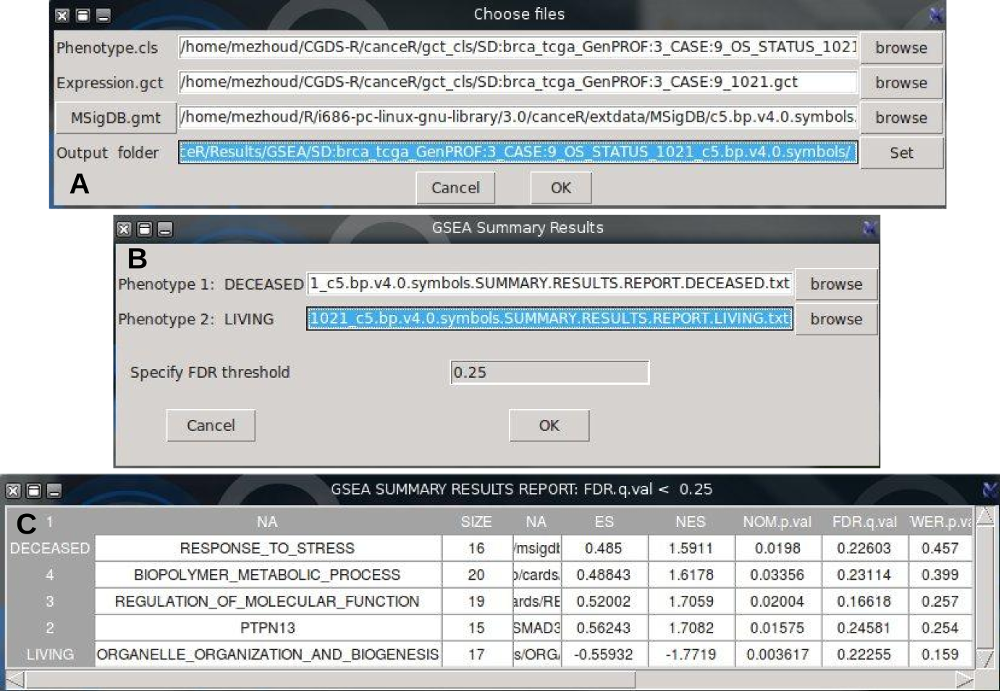 Choose files
Phenotype.cls /home/mezhoud/CGDS-R/canceR/gct_cls/SD:brca_tcga_GenPROF:3_CASE:9_OS_STATUS_1021 browse
Expression.gct /home/mezhoud/CGDS-R/canceR/gct_cls/SD:brca_tcga_GenPROF:3_CASE:9_1021.gct browse
MSigDB.gmt /home/mezhoud/R/i686-pc-linux-gnu-library/3.0/canceR/extdata/MSigDB/c5.bp.v4.0.symbols. browse
Output folder ceR/Results/GSEA/SD:brca_tcga_GenPROF:3_CASE:9_OS_STATUS_1021_c5.bp.v4.0.symbols/ Set
A Cancel OK
GSEA Summary Results
B
Phenotype 1: DECEASED 1_c5.bp.v4.0.symbols.SUMMARY.RESULTS.REPORT.DECEASED.txt browse
Phenotype 2: LIVING 1021_c5.bp.v4.0.symbols.SUMMARY.RESULTS.REPORT.LIVING.txt browse
Specify FDR threshold 0.25
Cancel OK
GSEA SUMMARY RESULTS REPORT: FDR.q.val < 0.25
C 1 NA SIZE NA ES NES NOM.p.val FDR.q.val WER.p.va
DECEASED RESPONSE_TO_STRESS 16 /msigdb 0.485 1.5911 0.0198 0.22603 0.457
4 BIOPOLYMER_METABOLIC_PROCESS 20 /cards 0.48843 1.6178 0.03356 0.23114 0.399
3 REGULATION_OF_MOLECULAR_FUNCTION 19 ards/RE 0.52002 1.7059 0.02004 0.16618 0.257
2 PTPN13 15 SMAD3 0.56243 1.7082 0.01575 0.24581 0.254
LIVING ORGANELLE_ORGANIZATION_AND_BIOGENESIS 17 s/ORG -0.55932 -1.7719 0.003617 0.22255 0.159